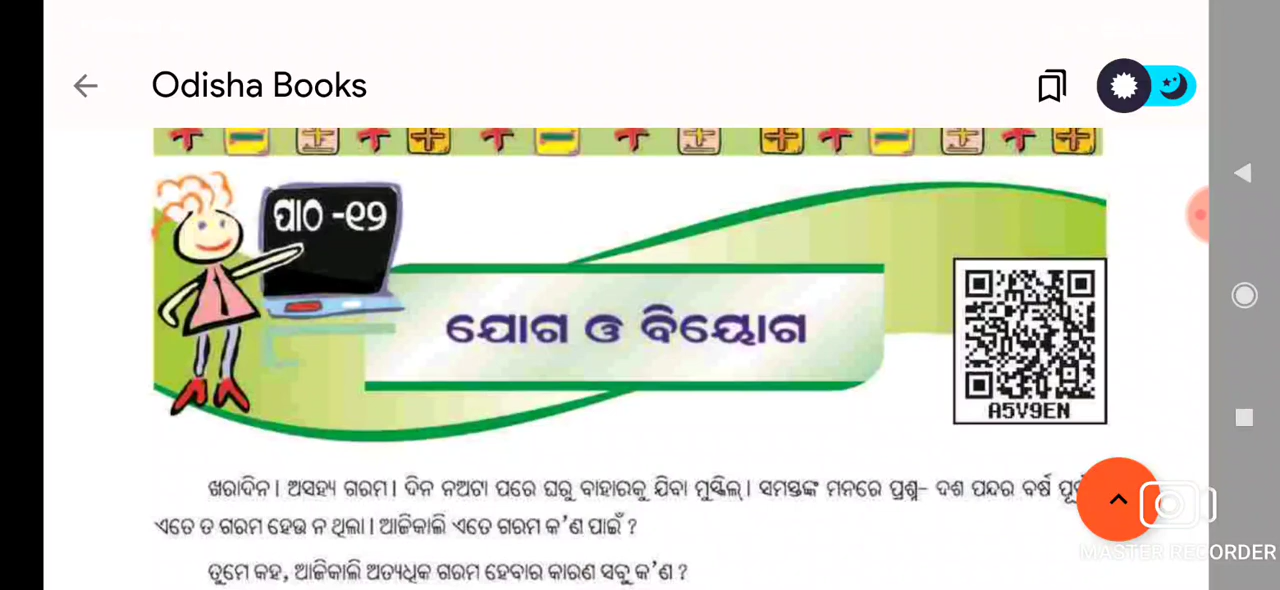 Odisha Books
ପାଠ -୧୨
ଯୋଗ ଓ ବିୟୋଗ
A5V9EN
ଖରାଦିନ। ଅସହ୍ୟ ଗରମ। ଦିନ ନଅଟା ପରେ ଘରୁ ବାହାରକୁ ଯିବା ମୁସ୍କିଲ୍। ସମସ୍ତଙ୍କ ମନରେ ପ୍ରଶ୍ନ- ଦଶ ପନ୍ଦର ବର୍ଷ
ଏତେ ତ ଗରମ ହେଉ ନ ଥିଲା। ଆଜିକାଲି ଏତେ ଗରମ କ'ଣ ପାଇଁ ?
ତୁମେ କହ, ଆଜିକାଲି ଅତ୍ୟଧିକ ଗରମ ହେବାର କାରଣ ସବୁ କ'ଣ ?
MASTER RECORDER